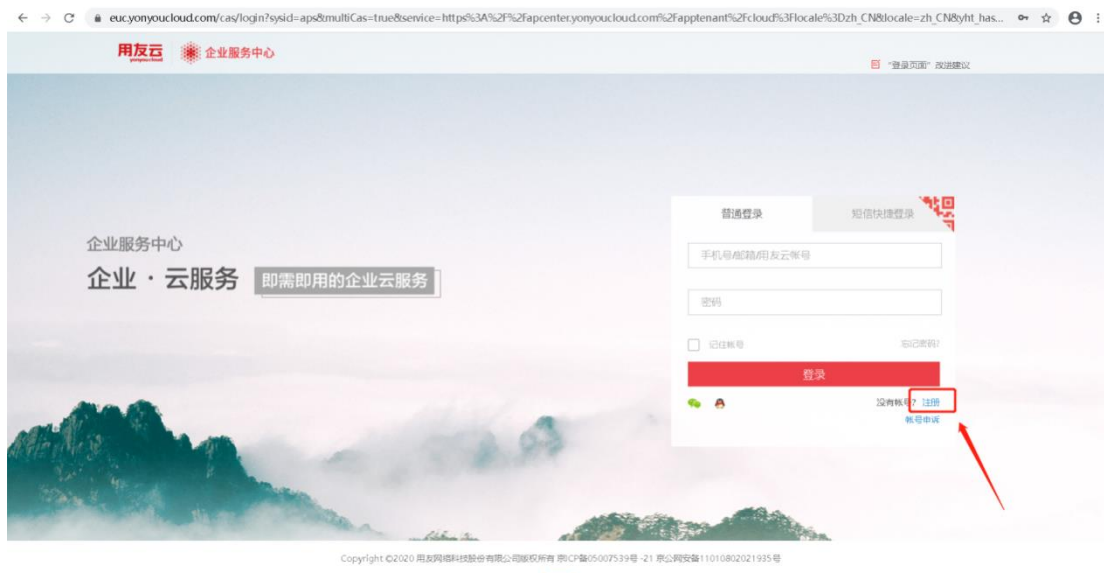 euc.yonyoucloud.com/cas/login?sysid=aps&multiCas=true&service=https%3A%2F%2Fapcenter.yonyoucloud.com%2Fapptenant%2Fcloud%3Flocale%3Dzh_CN&locale=zh_CN&yht_has...
用友云 企业服务中心
yonyoucloud
"登录页面" 改进建议
普通登录 短信快捷登录
手机号/邮箱/用友云帐号
企业服务中心
企业 · 云服务 即需即用的企业云服务
密码
记住帐号 忘记密码?
登录
没有帐号? 注册
帐号申诉
Copyright ©2020 用友网络科技股份有限公司版权所有 京ICP备05007539号 -21 京公网安备11010802021935号